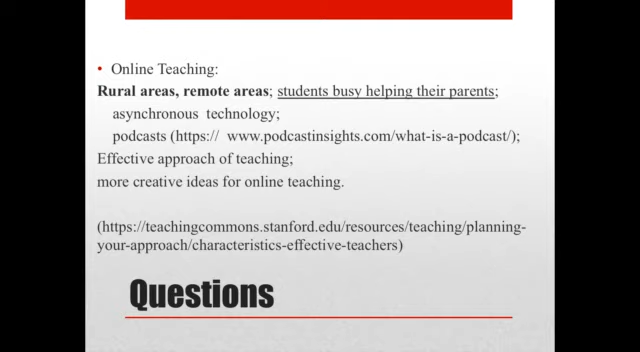 • Online Teaching:
Rural areas, remote areas; students busy helping their parents;
asynchronous technology;
podcasts (https:// www.podcastinsights.com/what-is-a-podcast/);
Effective approach of teaching;
more creative ideas for online teaching.
(https://teachingcommons.stanford.edu/resources/teaching/planning-
your-approach/characteristics-effective-teachers)
Questions